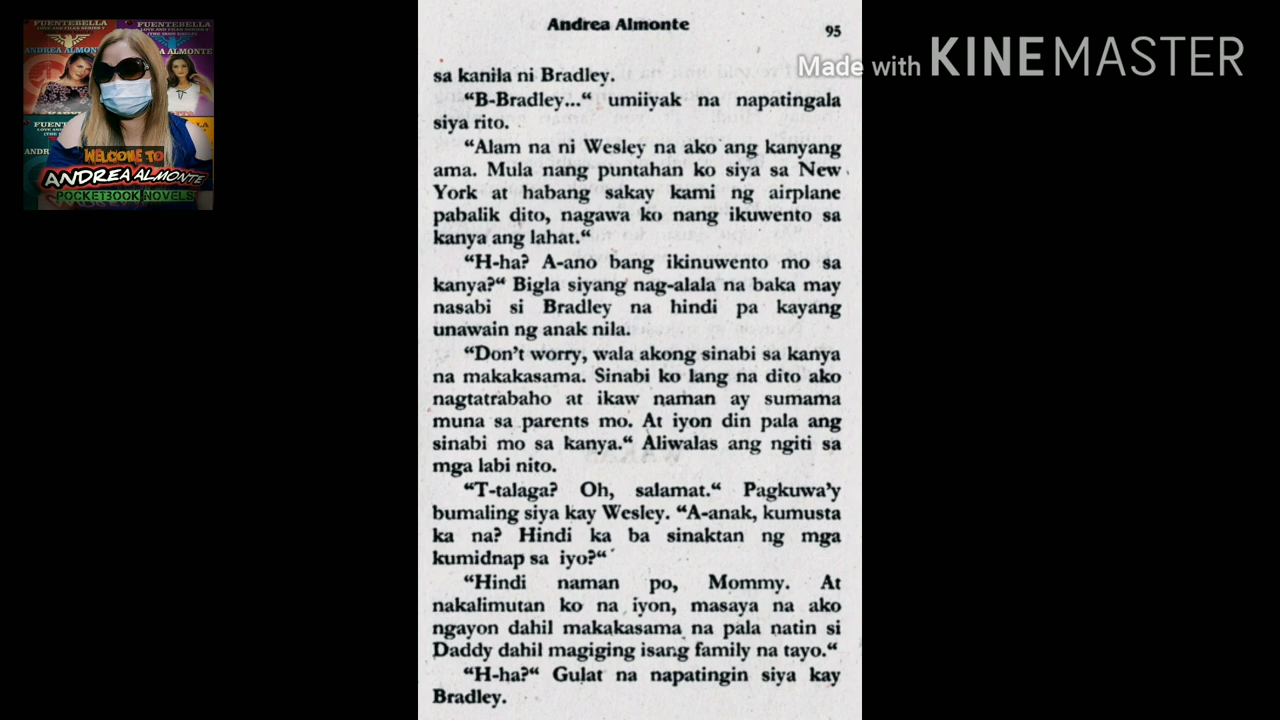 FUENTEBELLA
FUENTEBELLA
ANDREA ALMONTE
ALMONTE
WELCOME TO
ANDREA ALMONTE
POCKETBOOK NOVELS
Made with KINEMASTER
Andrea Almonte
95
sa kanila ni Bradley.
“B-Bradley...“ umiiyak na napatingala
siya rito.
“Alam na ni Wesley na ako ang kanyang
ama. Mula nang puntahan ko siya sa New
York at habang sakay kami ng airplane
pabalik dito, nagawa ko nang ikuwento sa
kanya ang lahat.“
“H-ha? A-ano bang ikinuwento mo sa
kanya?“ Bigla siyang nag-alala na baka may
nasabi si Bradley na hindi pa kayang
unawain ng anak nila.
“Don’t worry, wala akong sinabi sa kanya
na makakasama. Sinabi ko lang na dito ako
nagtatrabaho at ikaw naman ay sumama
muna sa parents mo. At iyon din pala ang
sinabi mo sa kanya.“ Aliwalas ang ngiti sa
mga labi nito.
“T-talaga? Oh, salamat.“ Pagkuwa’y
bumaling siya kay Wesley. “A-anak, kumusta
ka na? Hindi ka ba sinaktan ng mga
kumidnap sa iyo?“
“Hindi naman po, Mommy. At
nakalimutan ko na iyon, masaya na ako
ngayon dahil makakasama na pala natin si
Daddy dahil magiging isang family na tayo.“
“H-ha?“ Gulat na napatingin siya kay
Bradley.